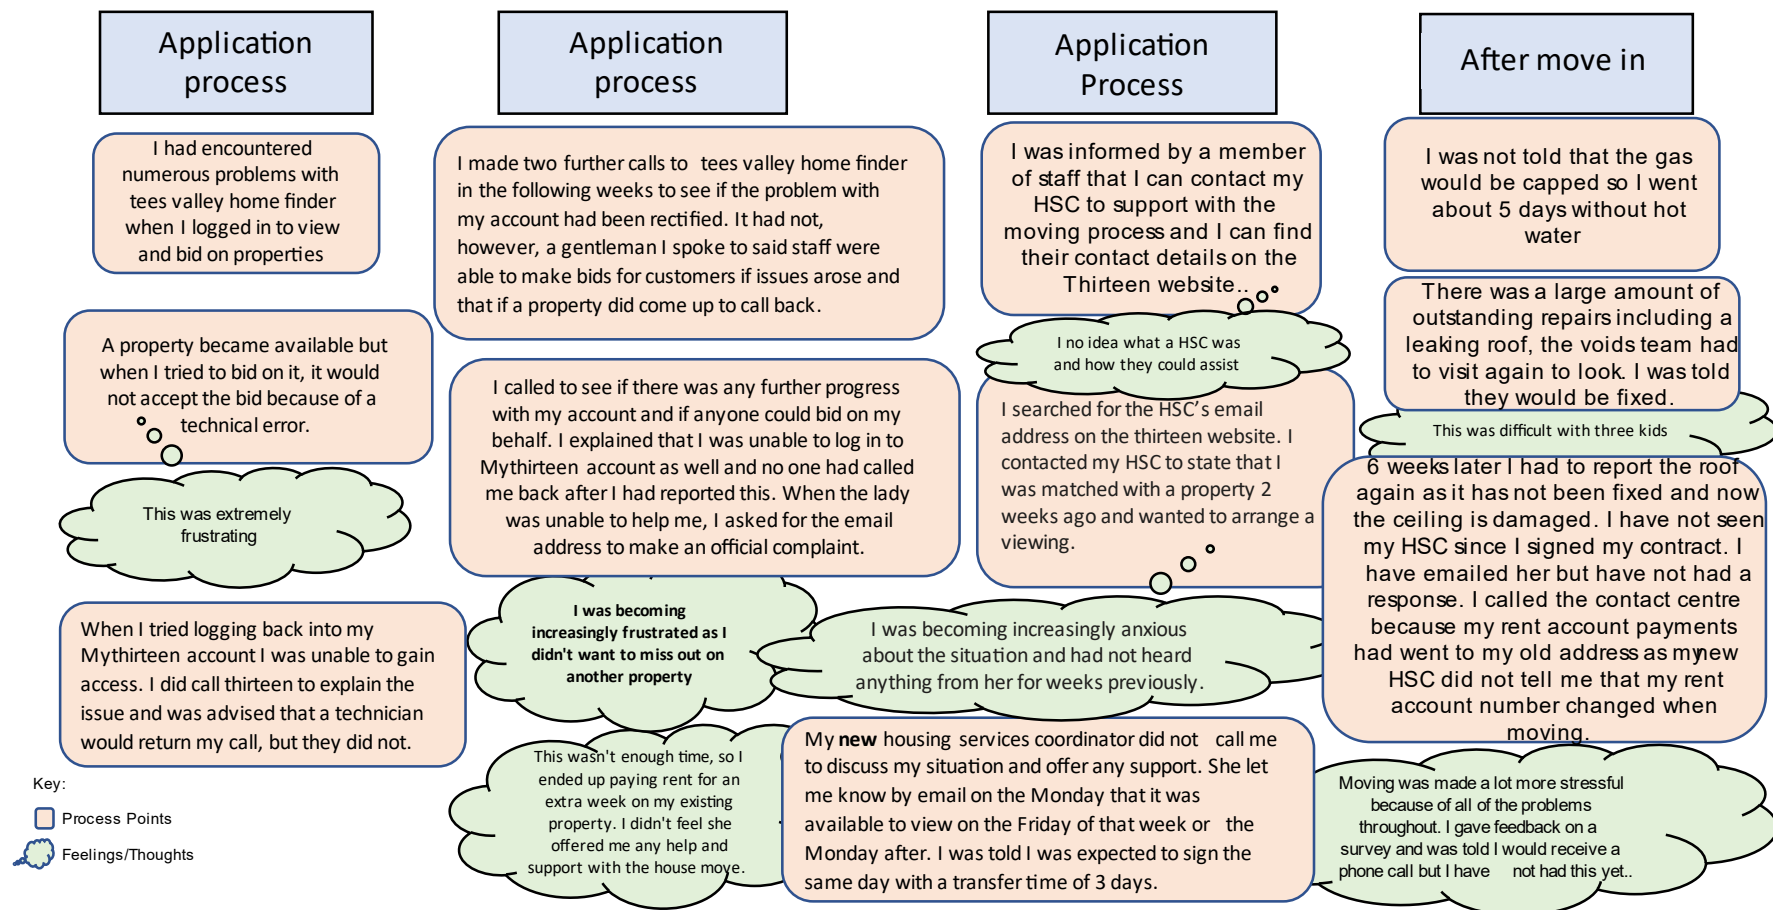 Application
process
I had encountered
numerous problems with
tees valley home finder
when I logged in to view
and bid on properties
A property became available but
when I tried to bid on it, it would
not accept the bid because of a
technical error.
This was extremely
frustrating
When I tried logging back into my
Mythirteen account I was unable to gain
access. I did call thirteen to explain the
issue and was advised that a technician
would return my call, but they did not.
Key:
Process Points
Feelings/Thoughts
Application
process
I made two further calls to tees valley home finder
in the following weeks to see if the problem with
my account had been rectified. It had not,
however, a gentleman I spoke to said staff were
able to make bids for customers if issues arose and
that if a property did come up to call back.
I called to see if there was any further progress
with my account and if anyone could bid on my
behalf. I explained that I was unable to log in to
Mythirteen account as well and no one had called
me back after I had reported this. When the lady
was unable to help me, I asked for the email
address to make an official complaint.
I was becoming
increasingly frustrated as I
didn't want to miss out on
another property
Application
Process
I was informed by a member
of staff that I can contact my
HSC to support with the
moving process and I can find
their contact details on the
Thirteen website..
I no idea what a HSC was
and how they could assist
I searched for the HSC's email
address on the thirteen website. I
contacted my HSC to state that I
was matched with a property 2
weeks ago and wanted to arrange a
viewing.
I was becoming increasingly anxious
about the situation and had not heard
anything from her for weeks previously.
My new housing services coordinator did not call me
to discuss my situation and offer any support. She let
me know by email on the Monday that it was
available to view on the Friday of that week or the
Monday after. I was told I was expected to sign the
same day with a transfer time of 3 days.
This wasn't enough time, so I
ended up paying rent for an
extra week on my existing
property. I didn't feel she
offered me any help and
support with the house move.
After move in
I was not told that the gas
would be capped so I went
about 5 days without hot
water
There was a large amount of
outstanding repairs including a
leaking roof, the voids team had
to visit again to look. I was told
they would be fixed.
This was difficult with three kids
6 weeks later I had to report the roof
again as it has not been fixed and now
the ceiling is damaged. I have not seen
my HSC since I signed my contract. I
have emailed her but have not had a
response. I called the contact centre
because my rent account payments
had went to my old address as my new
HSC did not tell me that my rent
account number changed when
moving.
Moving was made a lot more stressful
because of all of the problems
throughout. I gave feedback on a
survey and was told I would receive a
phone call but I have not had this yet..